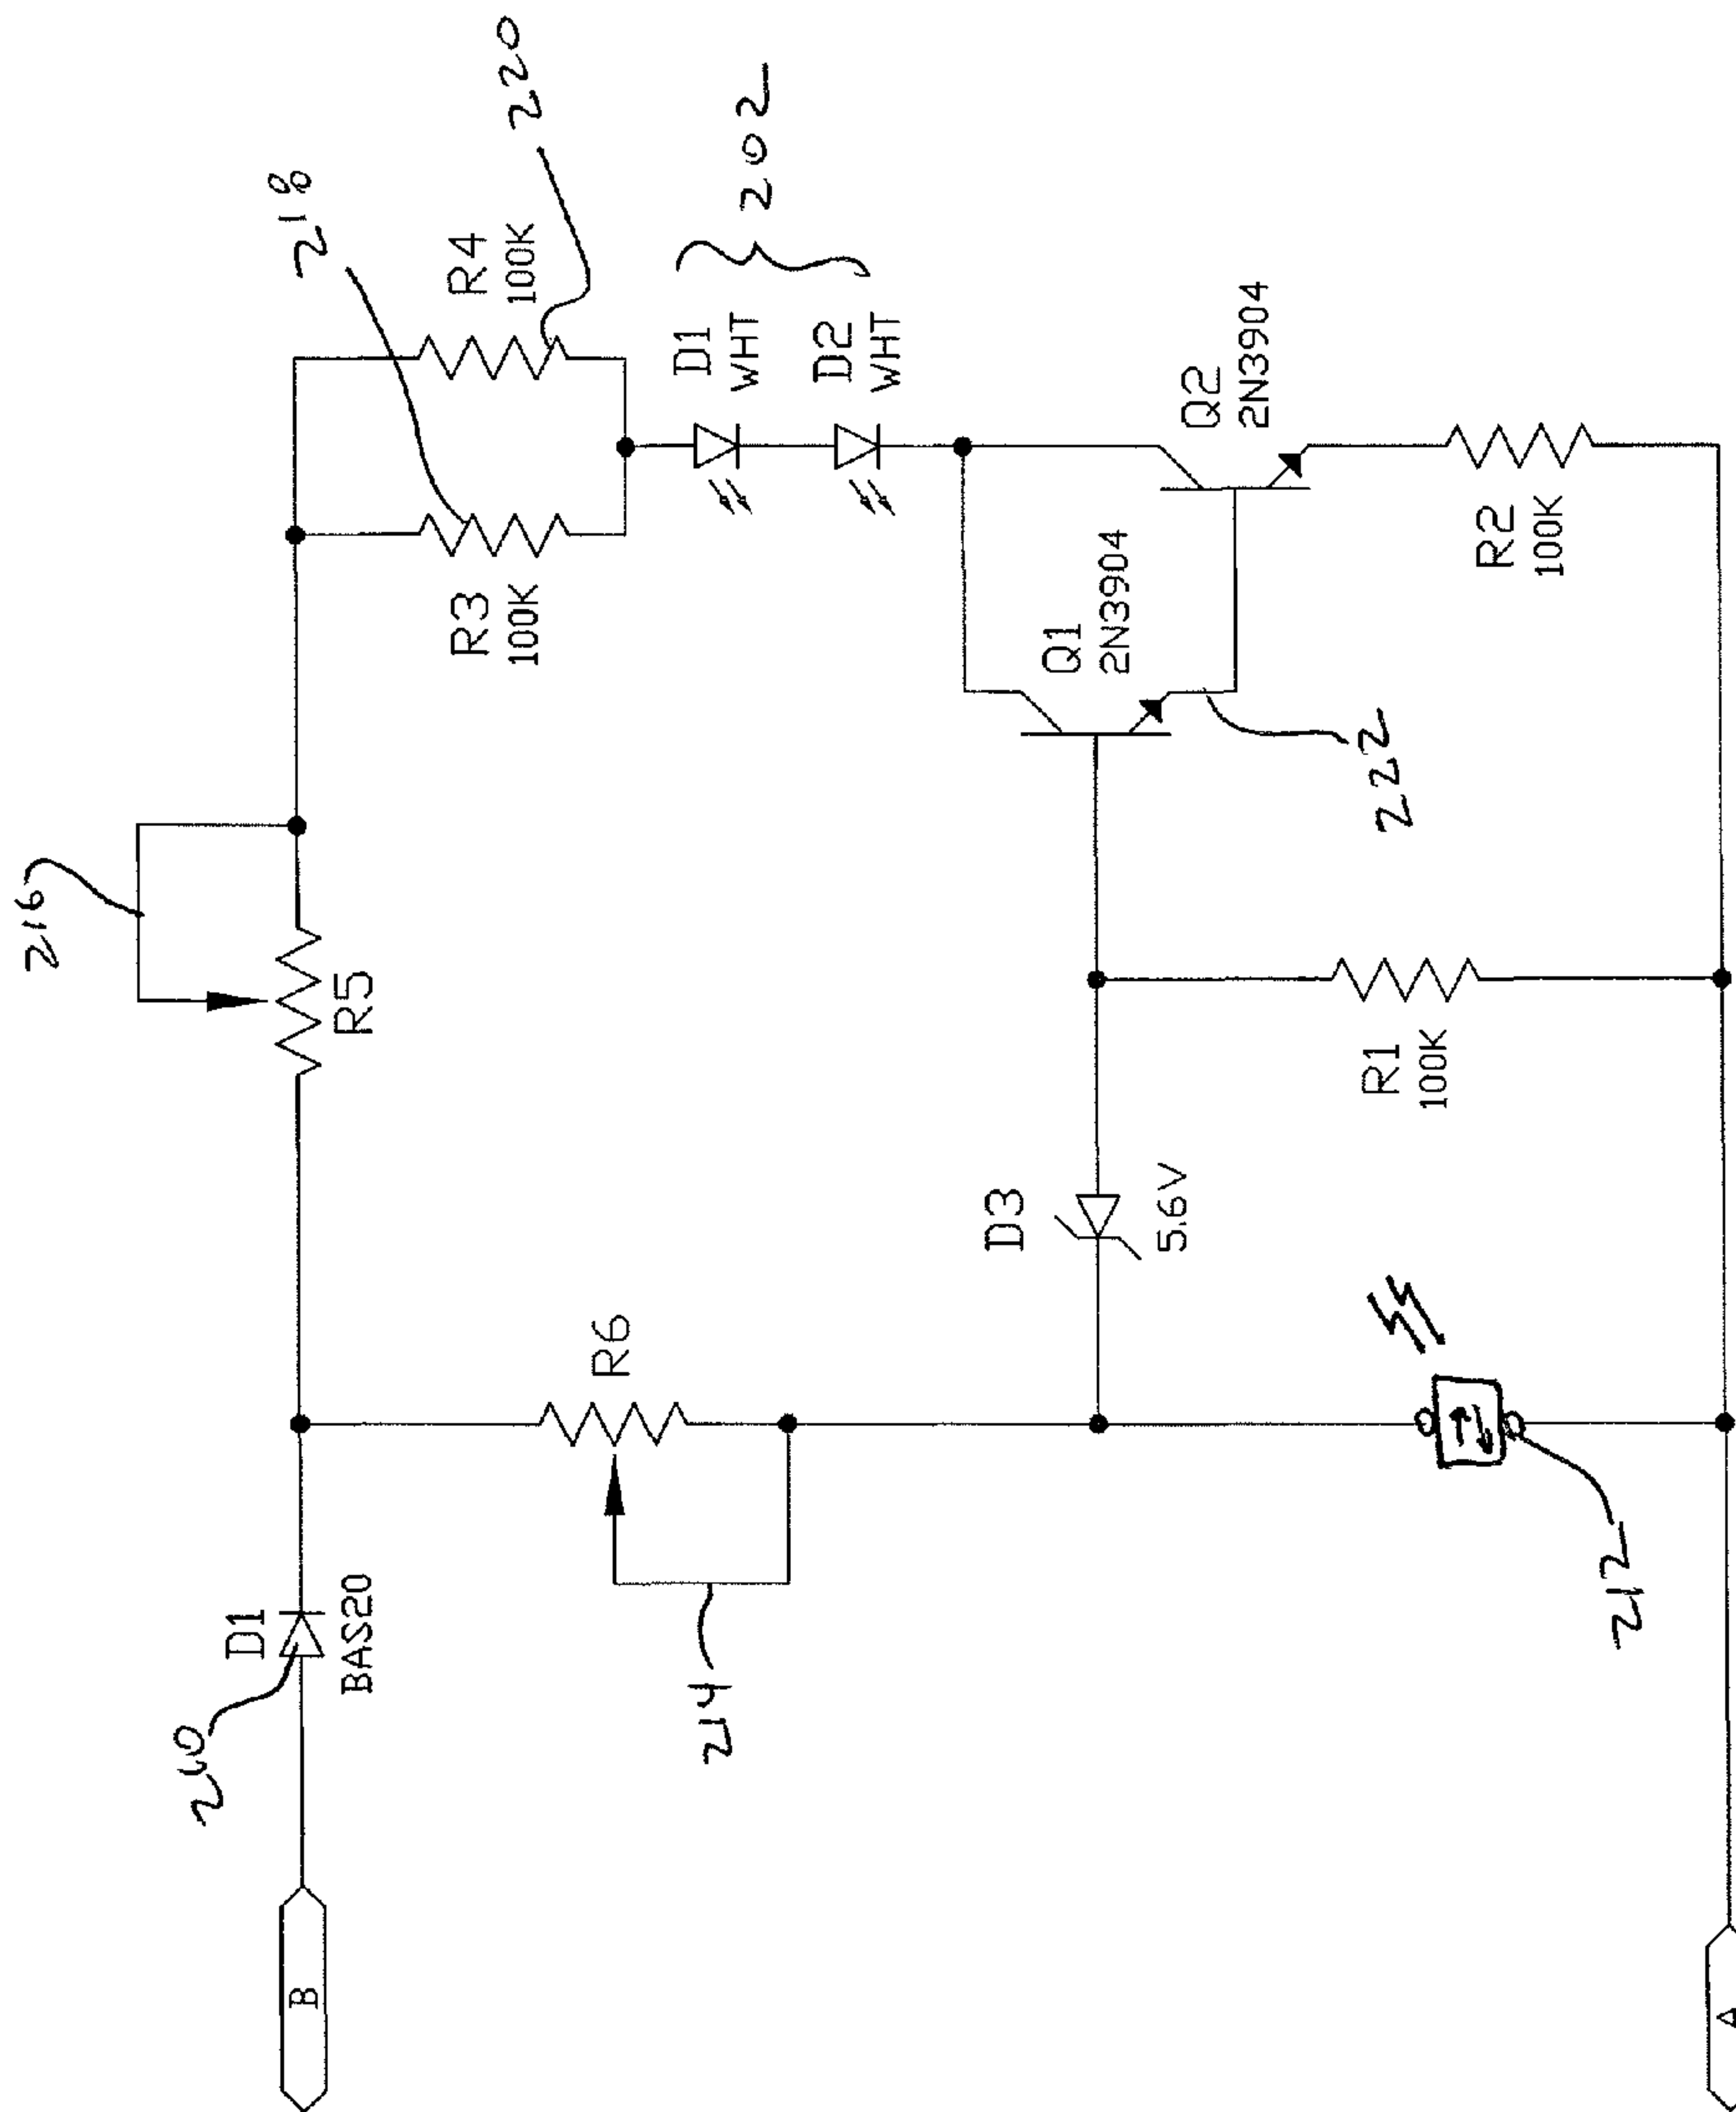 216
218
220
R4
100K
R3
100K
202
D1
WHT
D2
WHT
R5
Q2
2N3904
Q1
2N3904
222
R2
100K
R1
100K
D3
5.6V
R6
D1
BAS20
210
214
212
B
A